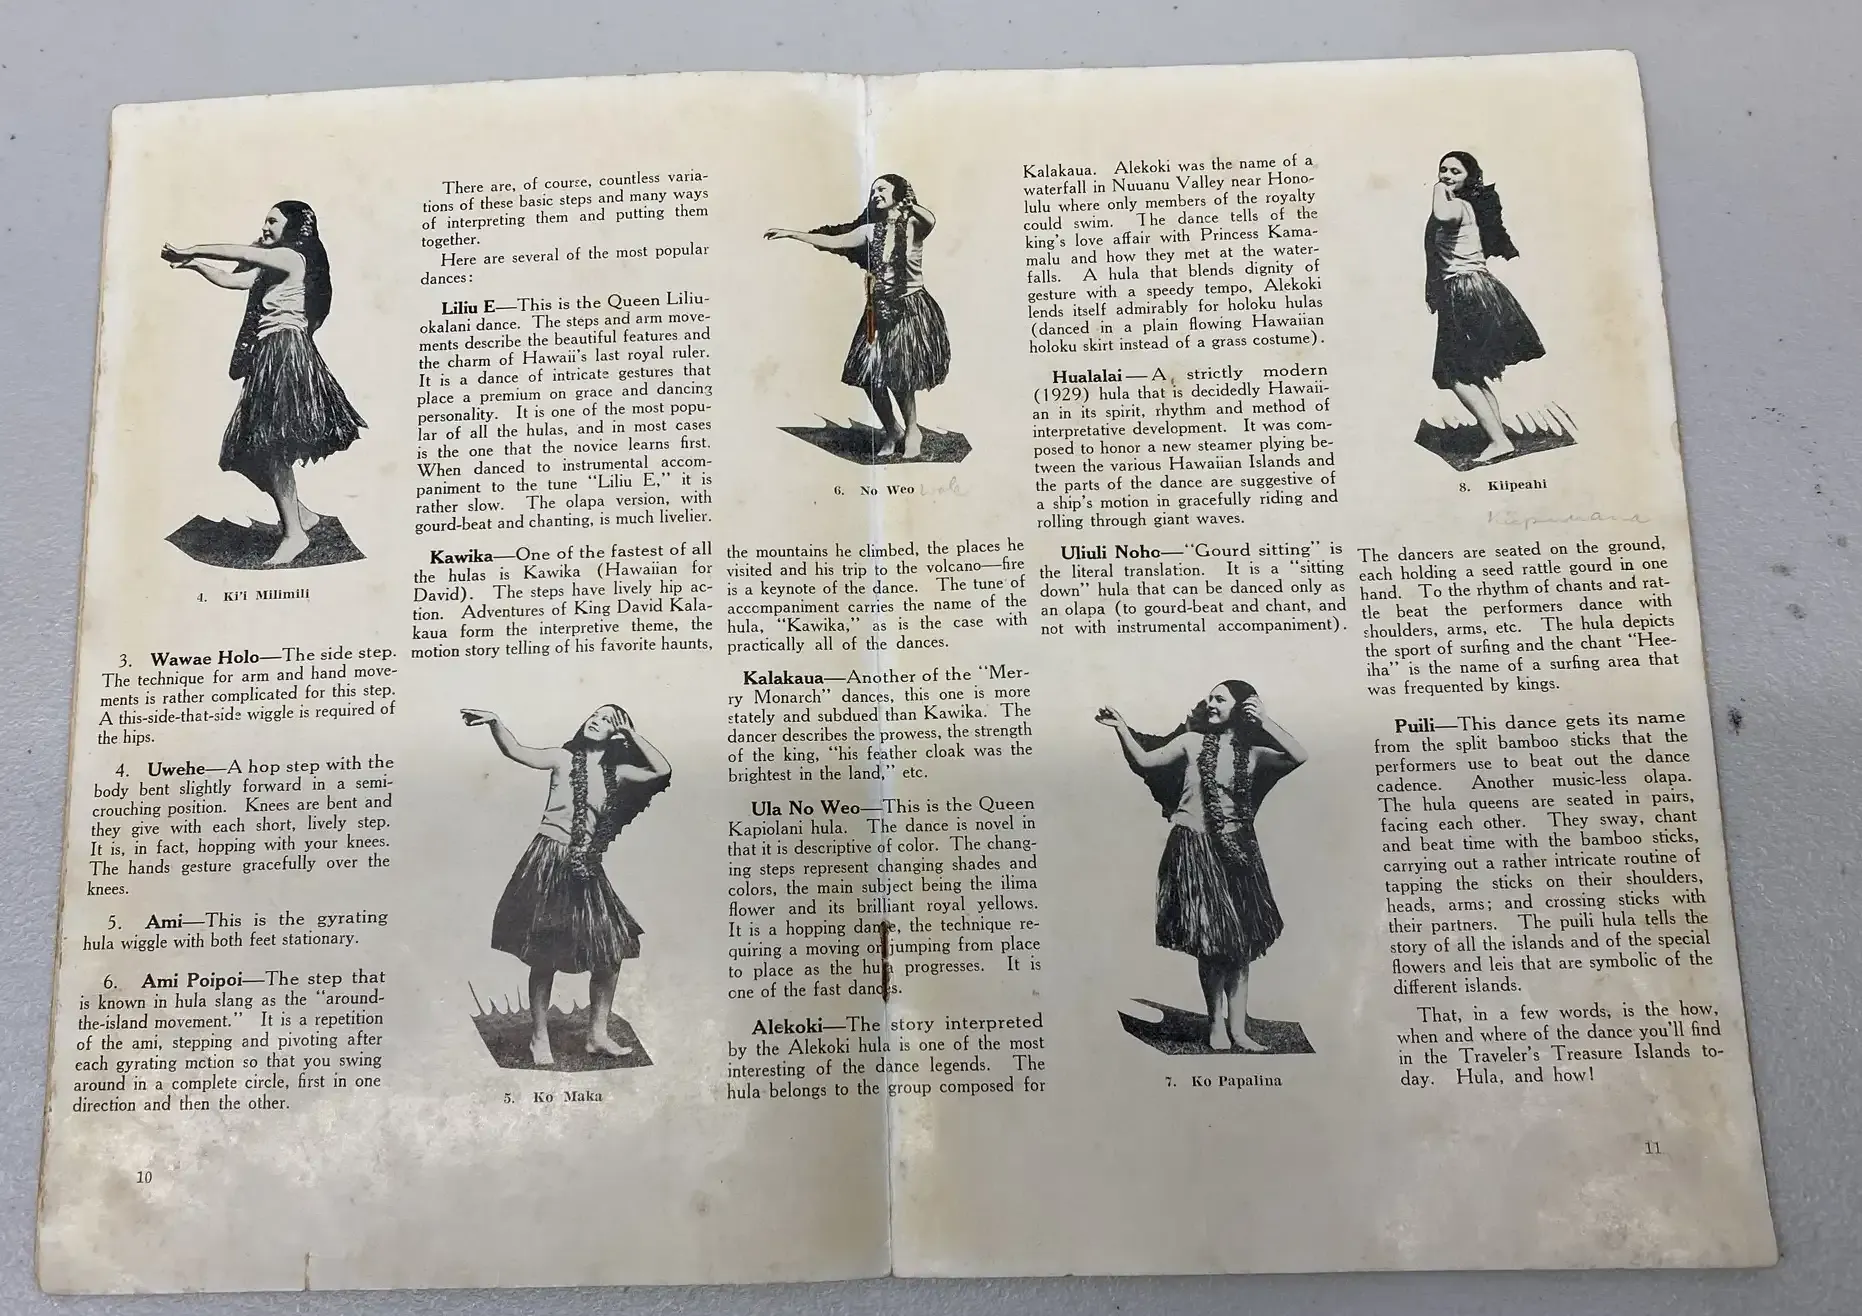 4. Ki'i Milimili
3. Wawae Holo—The side step.
The technique for arm and hand move-
ments is rather complicated for this step.
A this-side-that-side wiggle is required of
the hips.
4. Uwehe—A hop step with the
body bent slightly forward in a semi-
crouching position. Knees are bent and
they give with each short, lively step.
It is, in fact, hopping with your knees.
The hands gesture gracefully over the
knees.
5. Ami—This is the gyrating
hula wiggle with both feet stationary.
6. Ami Poipoi—The step that
is known in hula slang as the "around-
the-island movement." It is a repetition
of the ami, stepping and pivoting after
each gyrating motion so that you swing
around in a complete circle, first in one
direction and then the other.
10
There are, of course, countless varia-
tions of these basic steps and many ways
of interpreting them and putting them
together.
Here are several of the most popular
dances:
Liliu E—This is the Queen Liliu-
okalani dance. The steps and arm move-
ments describe the beautiful features and
the charm of Hawaii's last royal ruler.
It is a dance of intricate gestures that
place a premium on grace and dancing
personality. It is one of the most popu-
lar of all the hulas, and in most cases
is the one that the novice learns first.
When danced to instrumental accom-
paniment to the tune "Liliu E," it is
rather slow. The olapa version, with
gourd-beat and chanting, is much livelier.
Kawika—One of the fastest of all
the hulas is Kawika (Hawaiian for
David). The steps have lively hip ac-
tion. Adventures of King David Kala-
kaua form the interpretive theme, the
motion story telling of his favorite haunts,
5. Ko Maka
6. No Weo
the mountains he climbed, the places he
visited and his trip to the volcano—fire
is a keynote of the dance. The tune of
accompaniment carries the name of the
hula, "Kawika," as is the case with
practically all of the dances.
Kalakaua—Another of the "Mer-
ry Monarch" dances, this one is more
stately and subdued than Kawika. The
dancer describes the prowess, the strength
of the king, "his feather cloak was the
brightest in the land," etc.
Ula No Weo—This is the Queen
Kapiolani hula. The dance is novel in
that it is descriptive of color. The chang-
ing steps represent changing shades and
colors, the main subject being the ilima
flower and its brilliant royal yellows.
It is a hopping dance, the technique re-
quiring a moving or jumping from place
to place as the hula progresses. It is
one of the fast dances.
Alekoki—The story interpreted
by the Alekoki hula is one of the most
interesting of the dance legends. The
hula belongs to the group composed for
Kalakaua. Alekoki was the name of a
waterfall in Nuuanu Valley near Hono-
lulu where only members of the royalty
could swim. The dance tells of the
king's love affair with Princess Kama-
malu and how they met at the water-
falls. A hula that blends dignity of
gesture with a speedy tempo, Alekoki
lends itself admirably for holoku hulas
(danced in a plain flowing Hawaiian
holoku skirt instead of a grass costume).
Hualalai—A strictly modern
(1929) hula that is decidedly Hawaii-
an in its spirit, rhythm and method of
interpretative development. It was com-
posed to honor a new steamer plying be-
tween the various Hawaiian Islands and
the parts of the dance are suggestive of
a ship's motion in gracefully riding and
rolling through giant waves.
Uliuli Noho—"Gourd sitting" is
the literal translation. It is a "sitting
down" hula that can be danced only as
an olapa (to gourd-beat and chant, and
not with instrumental accompaniment).
7. Ko Papalina
8. Kiipeahi
The dancers are seated on the ground,
each holding a seed rattle gourd in one
hand. To the rhythm of chants and rat-
tle beat the performers dance with
shoulders, arms, etc. The hula depicts
the sport of surfing and the chant "Hee-
iha" is the name of a surfing area that
was frequented by kings.
Puili—This dance gets its name
from the split bamboo sticks that the
performers use to beat out the dance
cadence. Another music-less olapa.
The hula queens are seated in pairs,
facing each other. They sway, chant
and beat time with the bamboo sticks,
carrying out a rather intricate routine of
tapping the sticks on their shoulders,
heads, arms; and crossing sticks with
their partners. The puili hula tells the
story of all the islands and of the special
flowers and leis that are symbolic of the
different islands.
That, in a few words, is the how,
when and where of the dance you'll find
in the Traveler's Treasure Islands to-
day. Hula, and how!
11